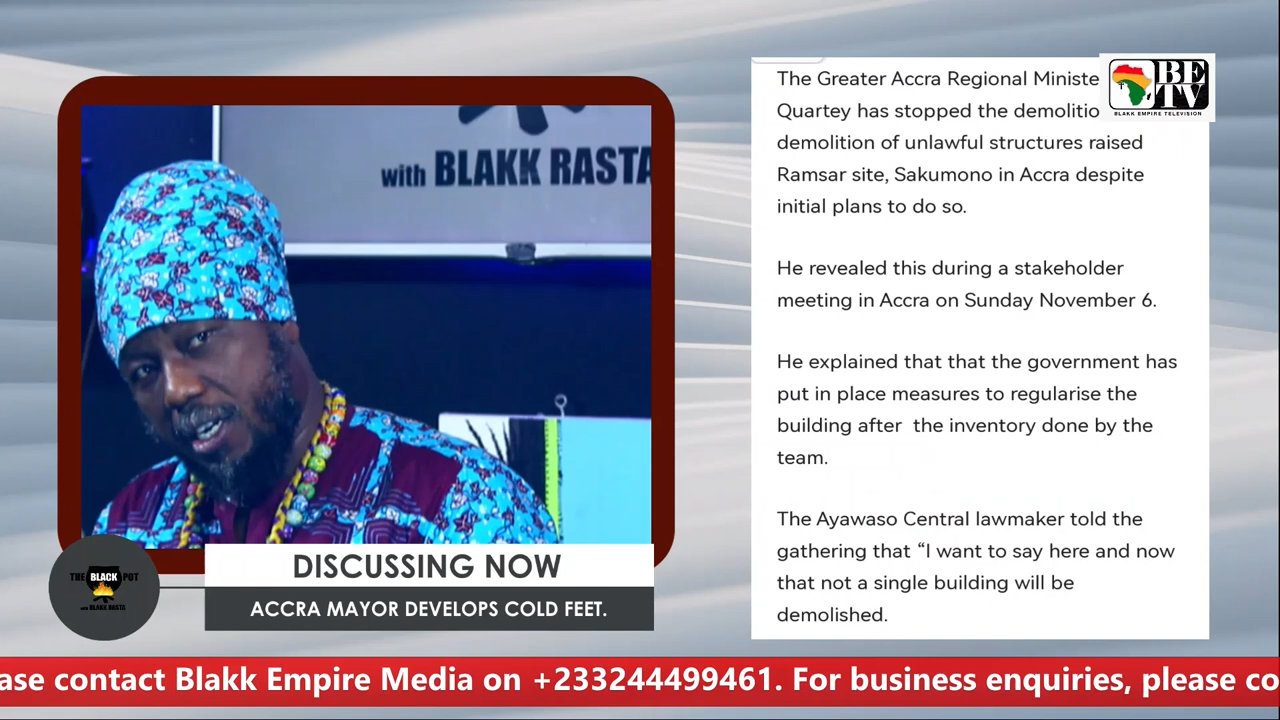 with BLAKK RASTA
BE
TV
BLAKK EMPIRE TELEVISION
The Greater Accra Regional Ministe
Quartey has stopped the demolitio
demolition of unlawful structures raised
Ramsar site, Sakumono in Accra despite
initial plans to do so.
He revealed this during a stakeholder
meeting in Accra on Sunday November 6.
He explained that that the government has
put in place measures to regularise the
building after the inventory done by the
team.
The Ayawaso Central lawmaker told the
gathering that “I want to say here and now
that not a single building will be
demolished.
THE BLACK POT
with BLAKK RASTA
DISCUSSING NOW
ACCRA MAYOR DEVELOPS COLD FEET.
ase contact Blakk Empire Media on +233244499461. For business enquiries, please co